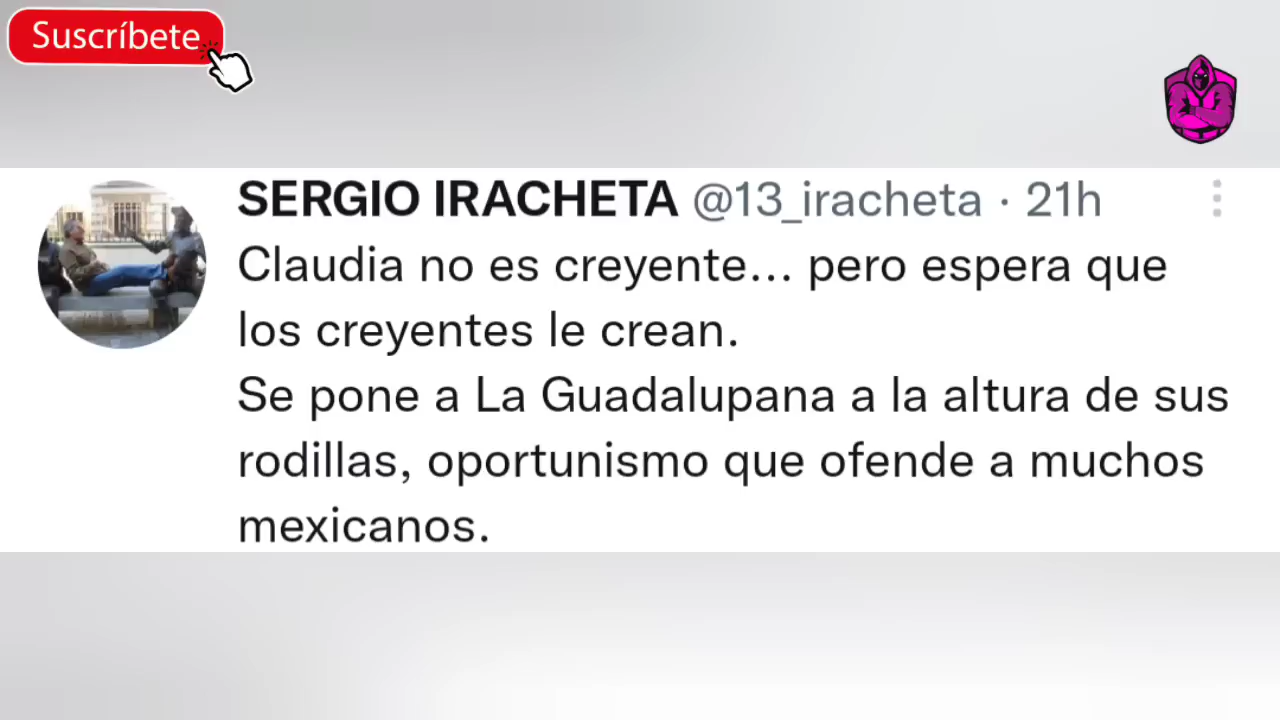 Suscríbete
SERGIO IRACHETA @13_iracheta · 21h
Claudia no es creyente... pero espera que
los creyentes le crean.
Se pone a La Guadalupana a la altura de sus
rodillas, oportunismo que ofende a muchos
mexicanos.